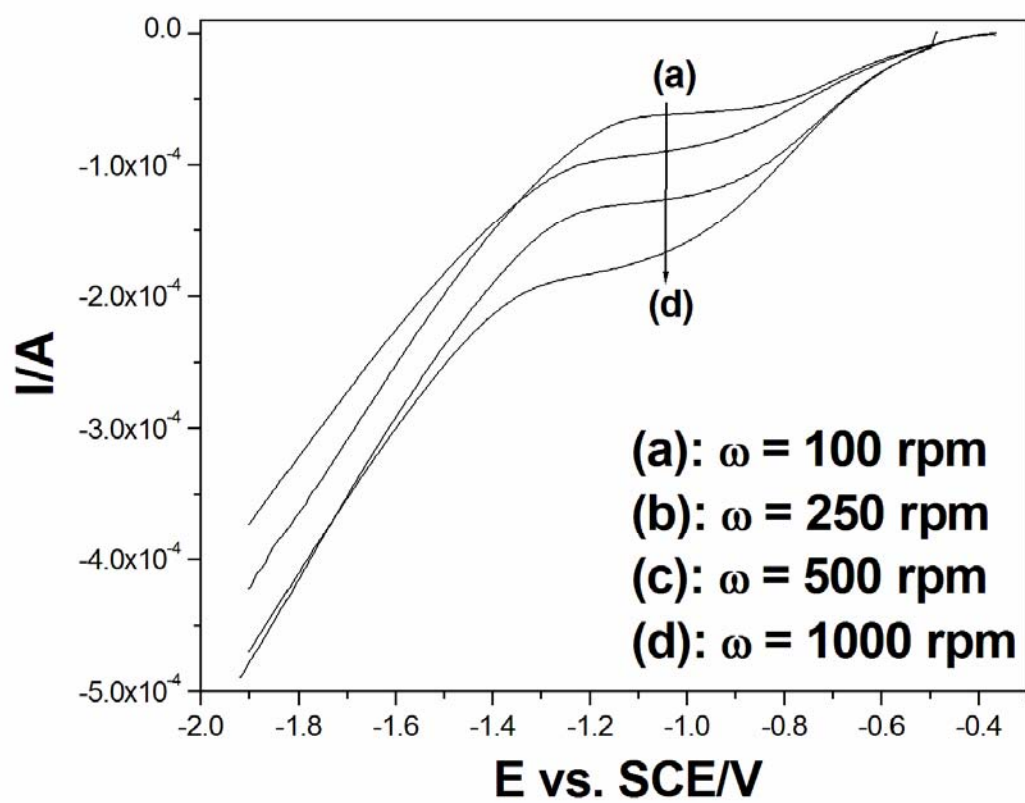 0.0
-1.0x10⁻⁴
-2.0x10⁻⁴
-3.0x10⁻⁴
-4.0x10⁻⁴
-5.0x10⁻⁴
I/A
(a)
(d)
(a): ω = 100 rpm
(b): ω = 250 rpm
(c): ω = 500 rpm
(d): ω = 1000 rpm
-2.0 -1.8 -1.6 -1.4 -1.2 -1.0 -0.8 -0.6 -0.4
E vs. SCE/V